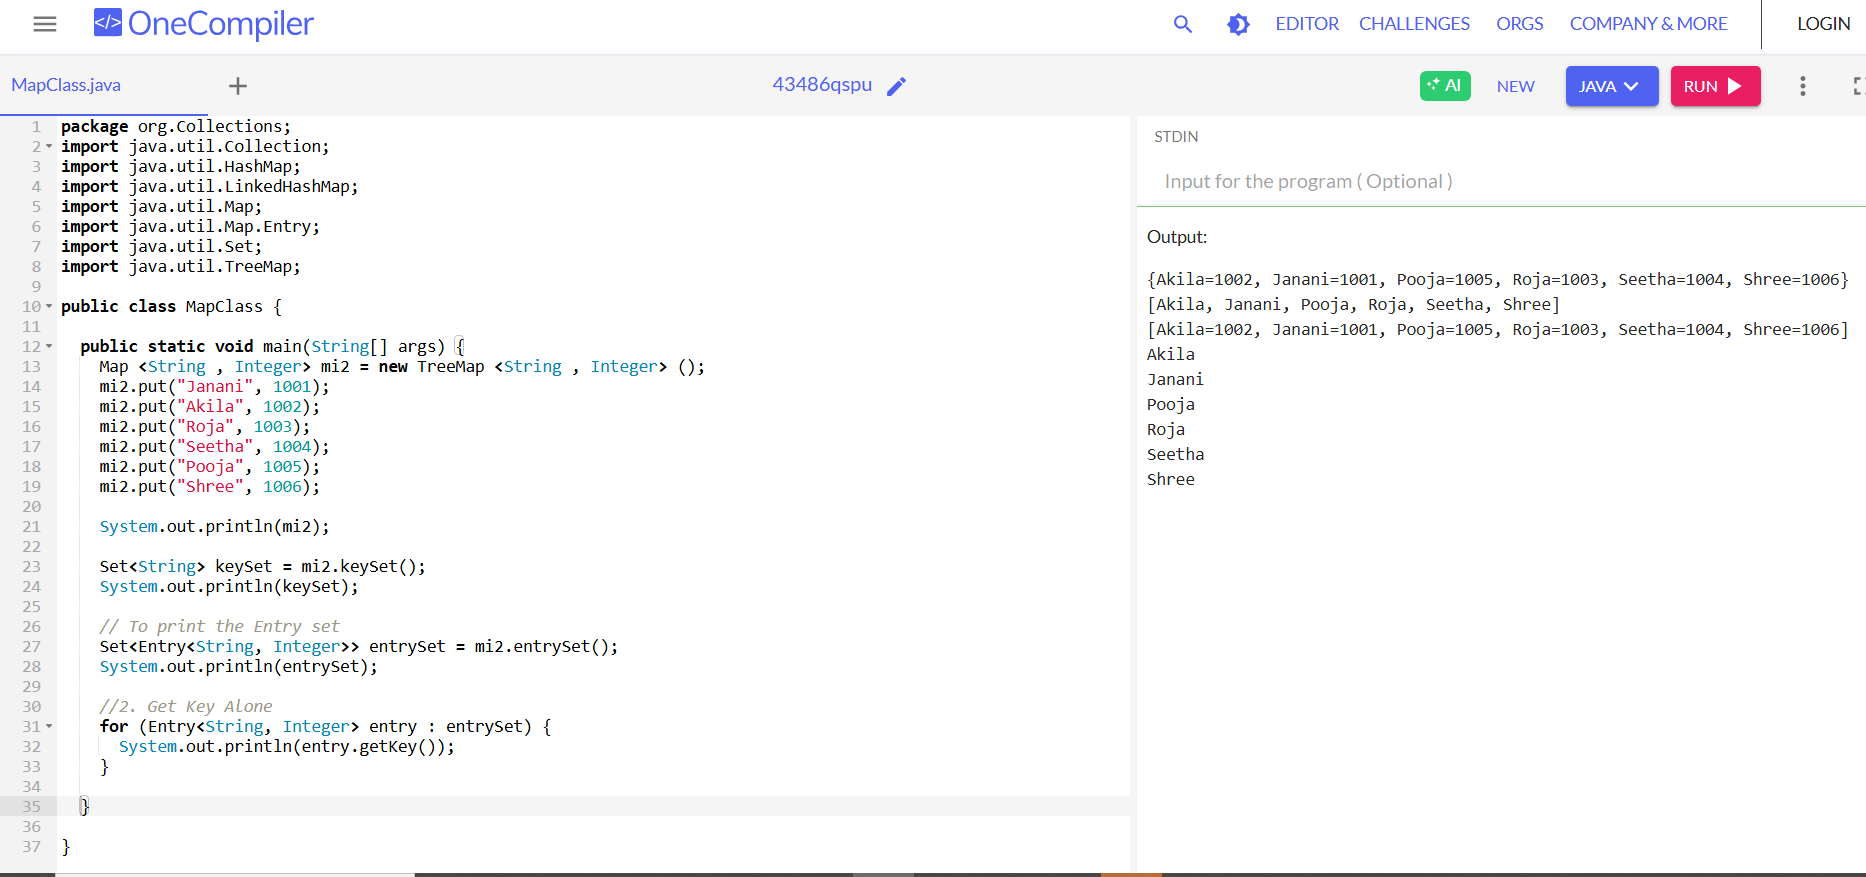 </> OneCompiler
EDITOR CHALLENGES ORGS COMPANY & MORE LOGIN
MapClass.java + 43486qspu AI NEW JAVA RUN
1 package org.Collections;
2 import java.util.Collection;
3 import java.util.HashMap;
4 import java.util.LinkedHashMap;
5 import java.util.Map;
6 import java.util.Map.Entry;
7 import java.util.Set;
8 import java.util.TreeMap;
9
10 public class MapClass {
11
12 public static void main(String[] args) {
13 Map <String , Integer> mi2 = new TreeMap <String , Integer> ();
14 mi2.put("Janani", 1001);
15 mi2.put("Akila", 1002);
16 mi2.put("Roja", 1003);
17 mi2.put("Seetha", 1004);
18 mi2.put("Pooja", 1005);
19 mi2.put("Shree", 1006);
20
21 System.out.println(mi2);
22
23 Set<String> keySet = mi2.keySet();
24 System.out.println(keySet);
25
26 // To print the Entry set
27 Set<Entry<String, Integer>> entrySet = mi2.entrySet();
28 System.out.println(entrySet);
29
30 //2. Get Key Alone
31 for (Entry<String, Integer> entry : entrySet) {
32 System.out.println(entry.getKey());
33 }
34
35 }
36
37 }
STDIN
Input for the program ( Optional )
Output:
{Akila=1002, Janani=1001, Pooja=1005, Roja=1003, Seetha=1004, Shree=1006}
[Akila, Janani, Pooja, Roja, Seetha, Shree]
[Akila=1002, Janani=1001, Pooja=1005, Roja=1003, Seetha=1004, Shree=1006]
Akila
Janani
Pooja
Roja
Seetha
Shree